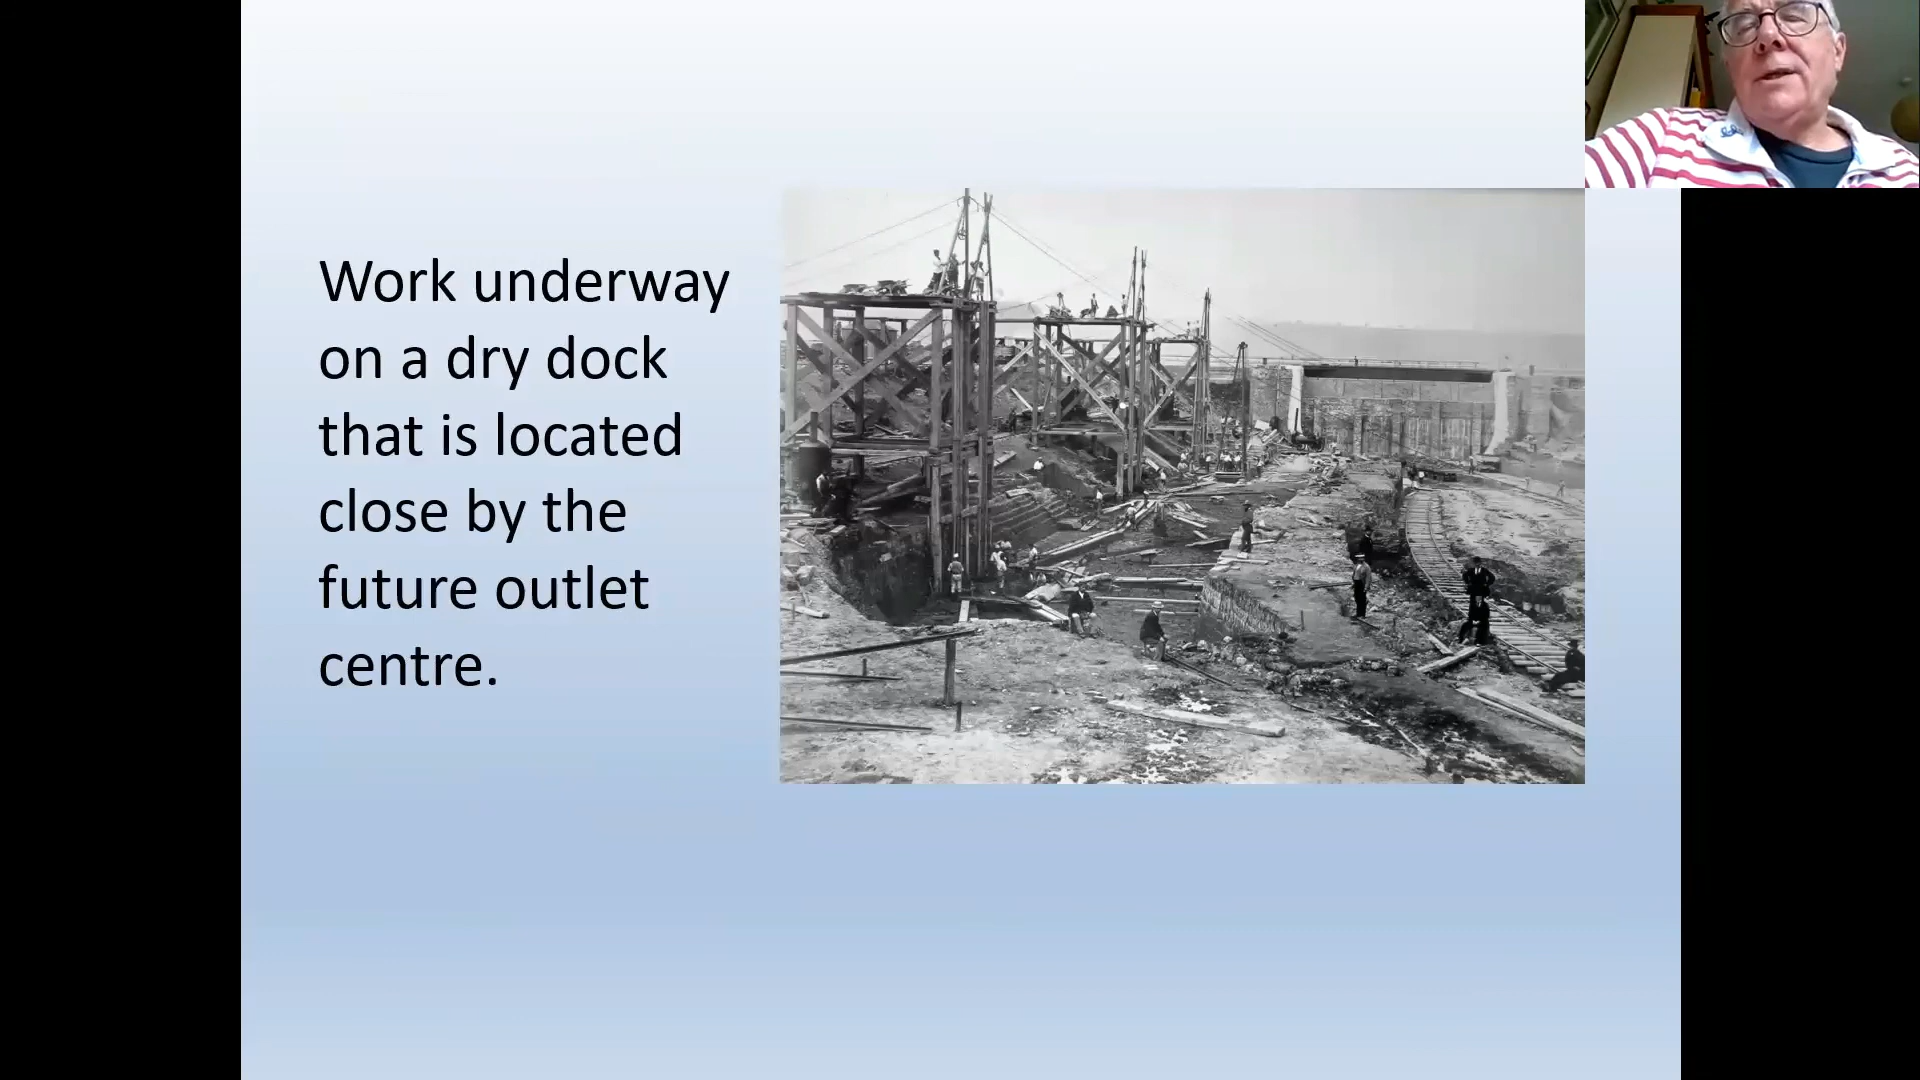 Work underway
on a dry dock
that is located
close by the
future outlet
centre.